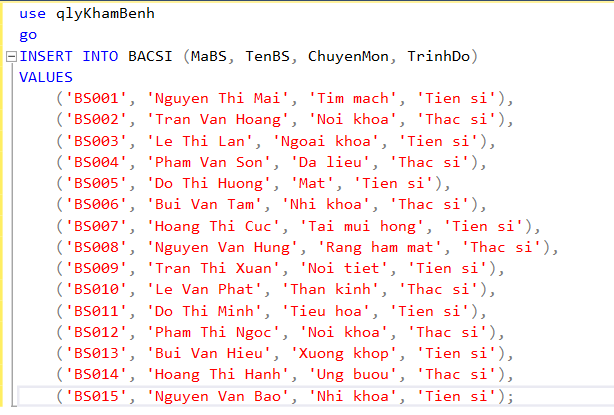 use qlyKhamBenh
go
INSERT INTO BACSI (MaBS, TenBS, ChuyenMon, TrinhDo)
VALUES
('BS001', 'Nguyen Thi Mai', 'Tim mach', 'Tien si'),
('BS002', 'Tran Van Hoang', 'Noi khoa', 'Thac si'),
('BS003', 'Le Thi Lan', 'Ngoai khoa', 'Tien si'),
('BS004', 'Pham Van Son', 'Da lieu', 'Thac si'),
('BS005', 'Do Thi Huong', 'Mat', 'Tien si'),
('BS006', 'Bui Van Tam', 'Nhi khoa', 'Thac si'),
('BS007', 'Hoang Thi Cuc', 'Tai mui hong', 'Tien si'),
('BS008', 'Nguyen Van Hung', 'Rang ham mat', 'Thac si'),
('BS009', 'Tran Thi Xuan', 'Noi tiet', 'Tien si'),
('BS010', 'Le Van Phat', 'Than kinh', 'Thac si'),
('BS011', 'Do Thi Minh', 'Tieu hoa', 'Tien si'),
('BS012', 'Pham Thi Ngoc', 'Noi khoa', 'Thac si'),
('BS013', 'Bui Van Hieu', 'Xuong khop', 'Tien si'),
('BS014', 'Hoang Thi Hanh', 'Ung buou', 'Thac si'),
('BS015', 'Nguyen Van Bao', 'Nhi khoa', 'Tien si');